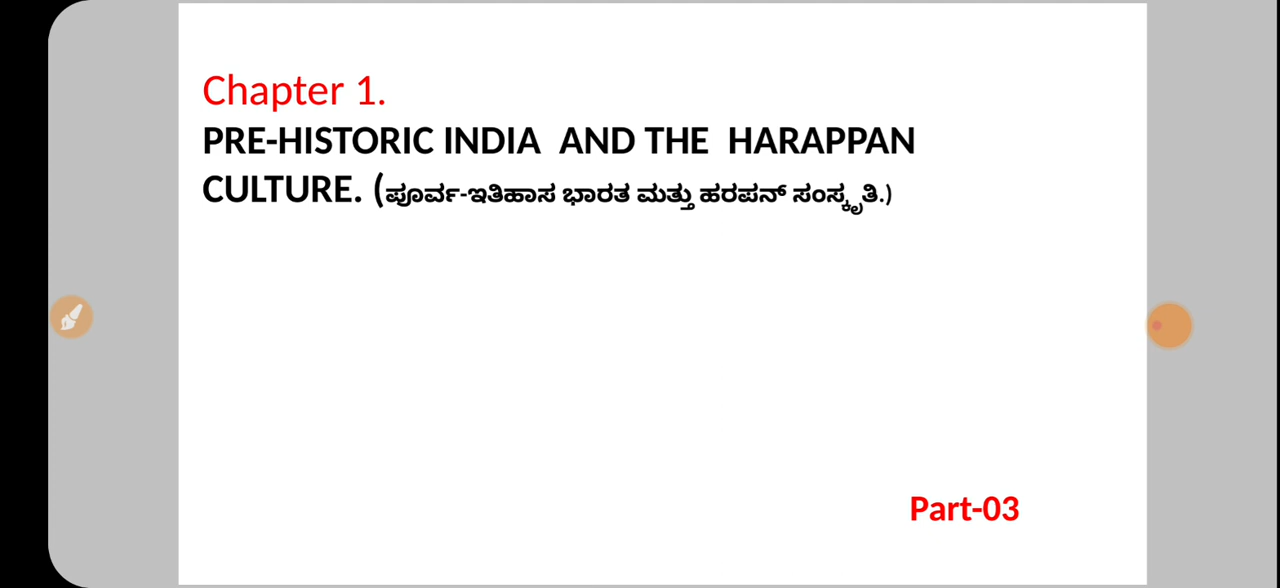 Chapter 1.
PRE-HISTORIC INDIA  AND THE  HARAPPAN
CULTURE. (ಪೂರ್ವ-ಇತಿಹಾಸ ಭಾರತ ಮತ್ತು ಹರಪನ್ ಸಂಸ್ಕೃತಿ.)
Part-03